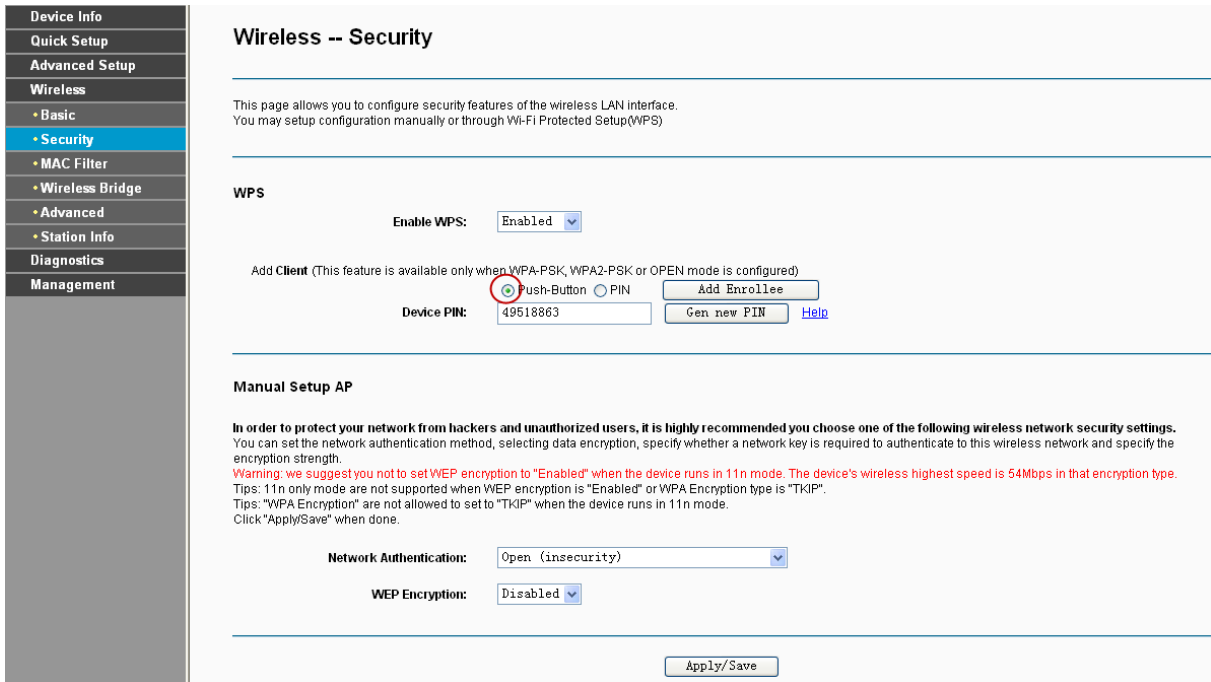 Device Info
Quick Setup
Advanced Setup
Wireless
• Basic
• Security
• MAC Filter
• Wireless Bridge
• Advanced
• Station Info
Diagnostics
Management
Wireless -- Security
This page allows you to configure security features of the wireless LAN interface.
You may setup configuration manually or through Wi-Fi Protected Setup(WPS)
WPS
Enable WPS: Enabled
Add Client (This feature is available only when WPA-PSK, WPA2-PSK or OPEN mode is configured)
Push-Button PIN Add Enrollee
Device PIN: 49518863 Gen new PIN Help
Manual Setup AP
In order to protect your network from hackers and unauthorized users, it is highly recommended you choose one of the following wireless network security settings.
You can set the network authentication method, selecting data encryption, specify whether a network key is required to authenticate to this wireless network and specify the
encryption strength.
Warning: we suggest you not to set WEP encryption to "Enabled" when the device runs in 11n mode. The device's wireless highest speed is 54Mbps in that encryption type.
Tips: 11n only mode are not supported when WEP encryption is "Enabled" or WPA Encryption type is "TKIP".
Tips: "WPA Encryption" are not allowed to set to "TKIP" when the device runs in 11n mode.
Click "Apply/Save" when done.
Network Authentication: Open (insecurity)
WEP Encryption: Disabled
Apply/Save